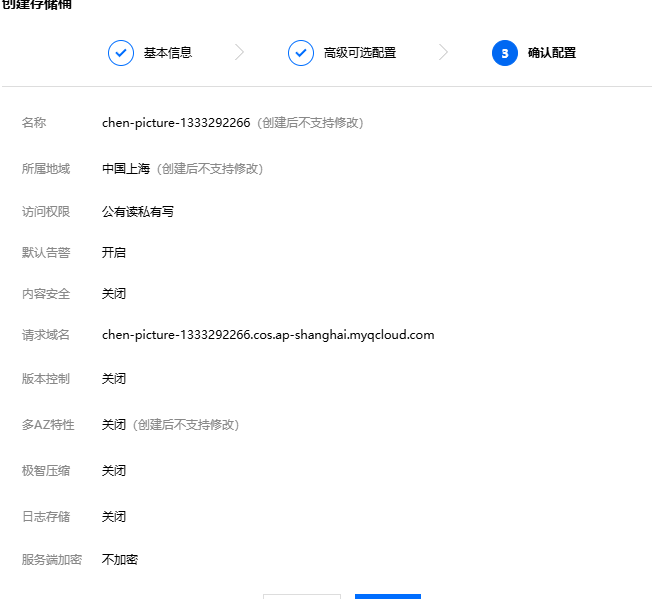 创建存储桶
基本信息 高级可选配置 3 确认配置
名称 chen-picture-1333292266（创建后不支持修改）
所属地域 中国上海（创建后不支持修改）
访问权限 公有读私有写
默认告警 开启
内容安全 关闭
请求域名 chen-picture-1333292266.cos.ap-shanghai.myqcloud.com
版本控制 关闭
多AZ特性 关闭（创建后不支持修改）
极智压缩 关闭
日志存储 关闭
服务端加密 不加密